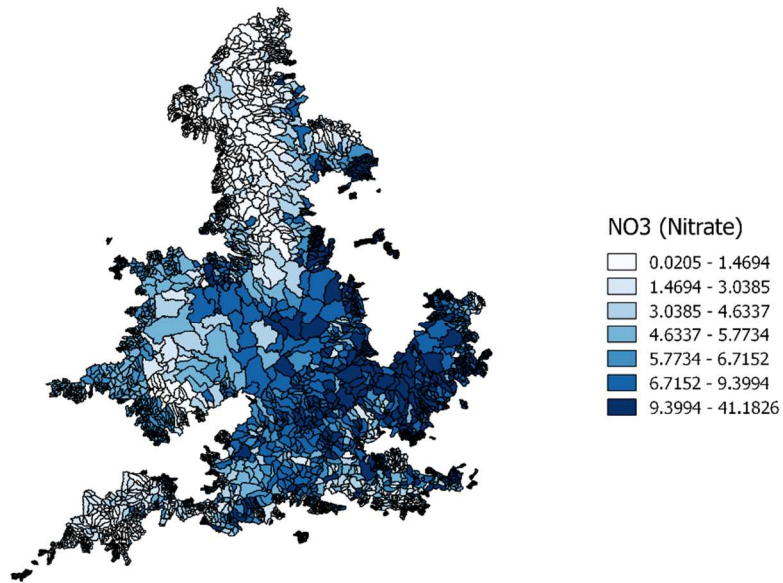 NO3 (Nitrate)
0.0205 - 1.4694
1.4694 - 3.0385
3.0385 - 4.6337
4.6337 - 5.7734
5.7734 - 6.7152
6.7152 - 9.3994
9.3994 - 41.1826